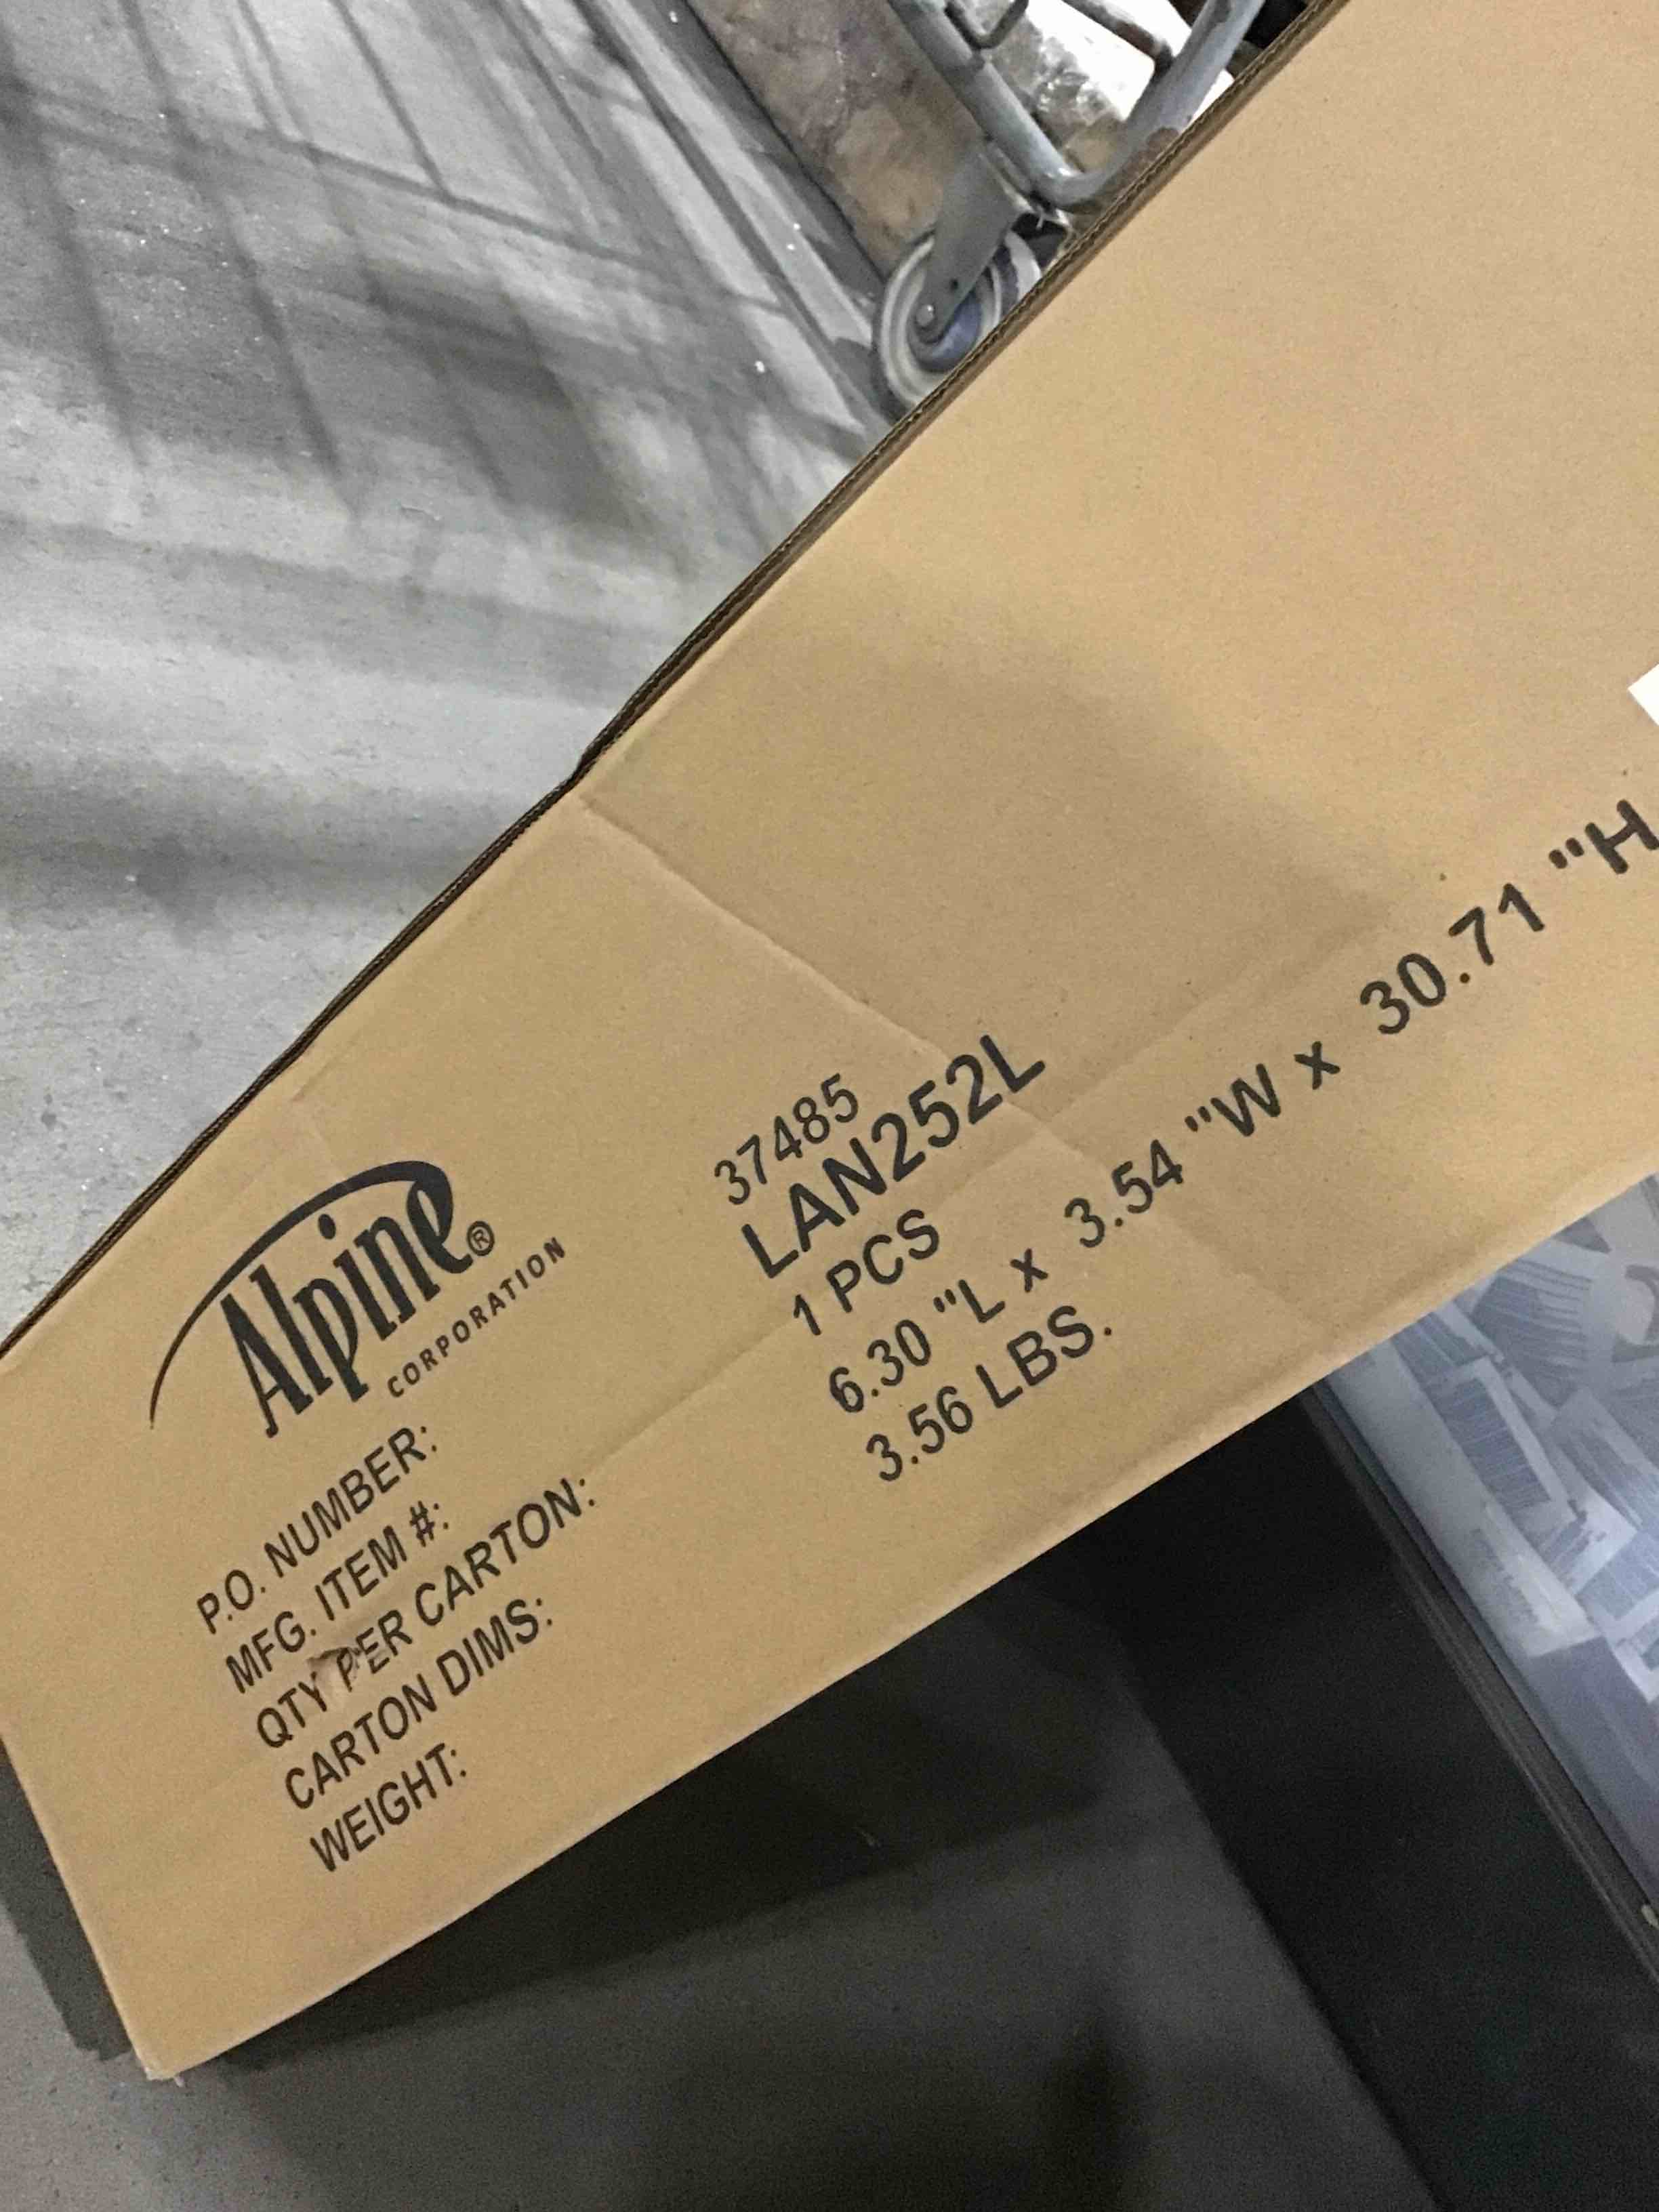 Alpine®
CORPORATION
P.O. NUMBER: 37485
MFG. ITEM #: LAN252L
QTY PER CARTON: 1 PCS
CARTON DIMS: 6.30 "L x 3.54 "W x 30.71 "H
WEIGHT: 3.56 LBS.